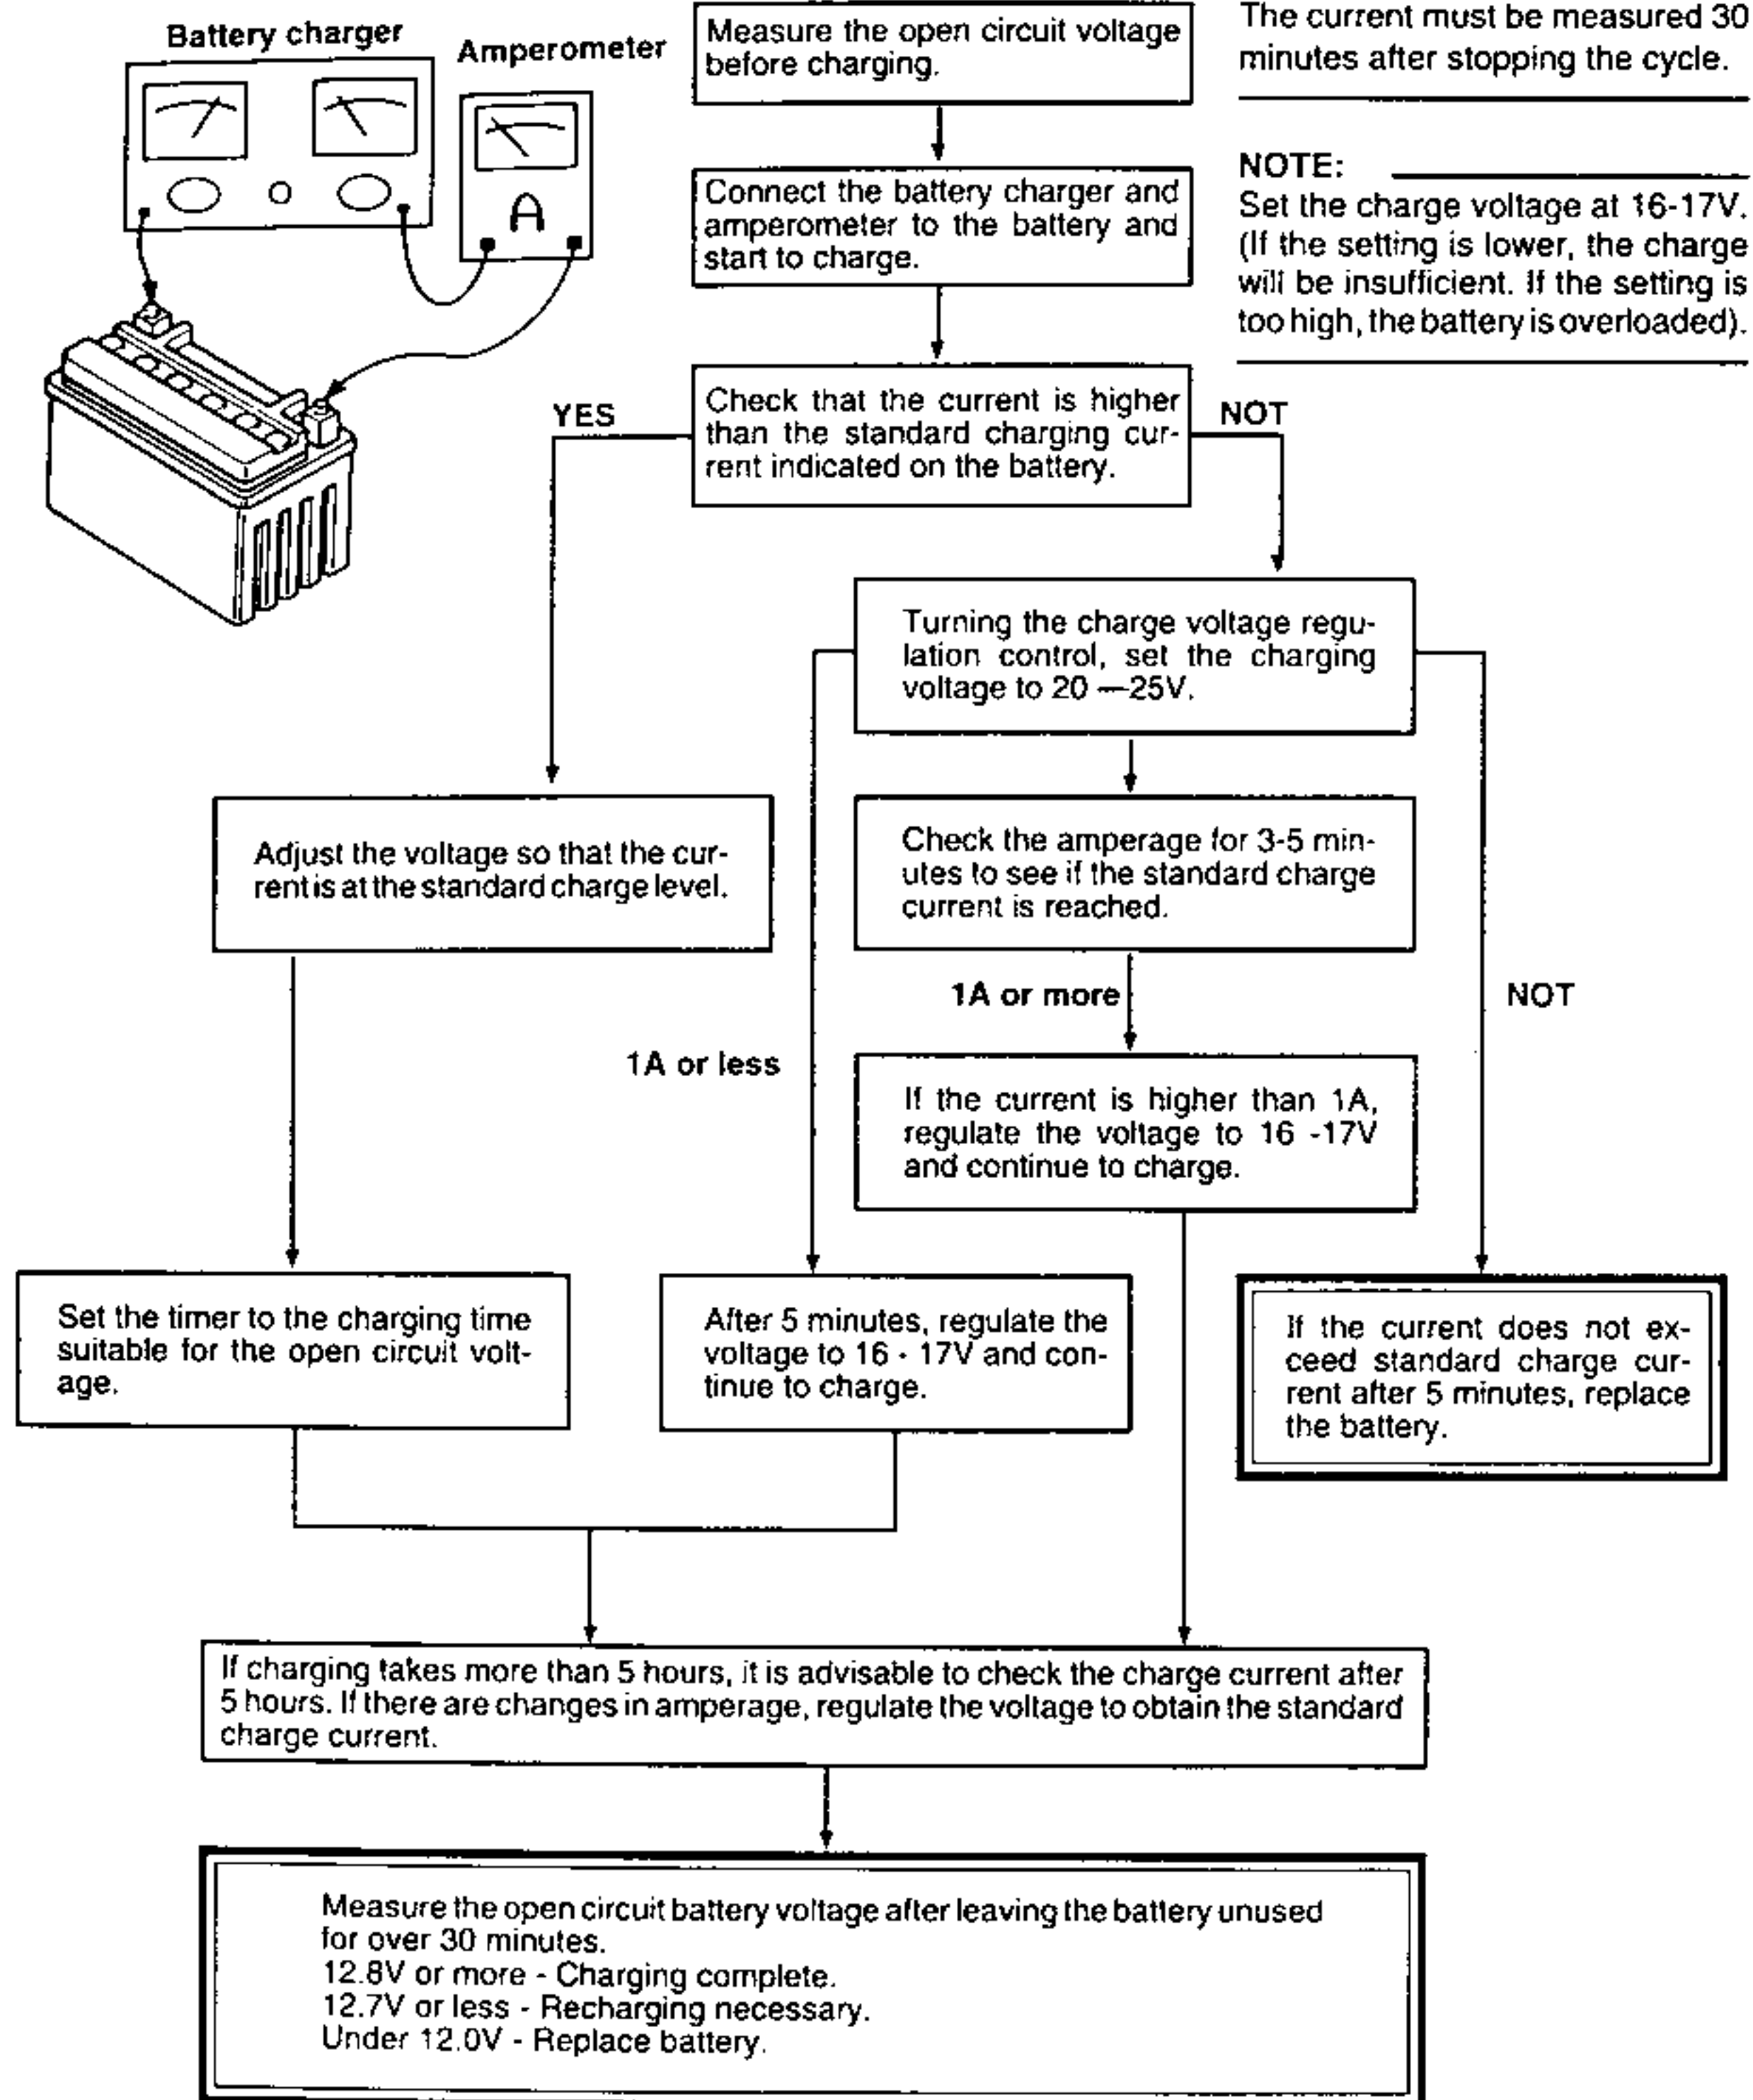 Battery charger
Amperometer
A
Measure the open circuit voltage
before charging.
The current must be measured 30
minutes after stopping the cycle.
Connect the battery charger and
amperometer to the battery and
start to charge.
NOTE:
Set the charge voltage at 16-17V.
(If the setting is lower, the charge
will be insufficient. If the setting is
too high, the battery is overloaded).
YES
Check that the current is higher
than the standard charging cur-
rent indicated on the battery.
NOT
Turning the charge voltage regu-
lation control, set the charging
voltage to 20 —25V.
Adjust the voltage so that the cur-
rent is at the standard charge level.
Check the amperage for 3-5 min-
utes to see if the standard charge
current is reached.
1A or more
NOT
1A or less
If the current is higher than 1A,
regulate the voltage to 16 -17V
and continue to charge.
Set the timer to the charging time
suitable for the open circuit volt-
age.
After 5 minutes, regulate the
voltage to 16 - 17V and con-
tinue to charge.
If the current does not ex-
ceed standard charge cur-
rent after 5 minutes, replace
the battery.
If charging takes more than 5 hours, it is advisable to check the charge current after
5 hours. If there are changes in amperage, regulate the voltage to obtain the standard
charge current.
Measure the open circuit battery voltage after leaving the battery unused
for over 30 minutes.
12.8V or more - Charging complete.
12.7V or less - Recharging necessary.
Under 12.0V - Replace battery.